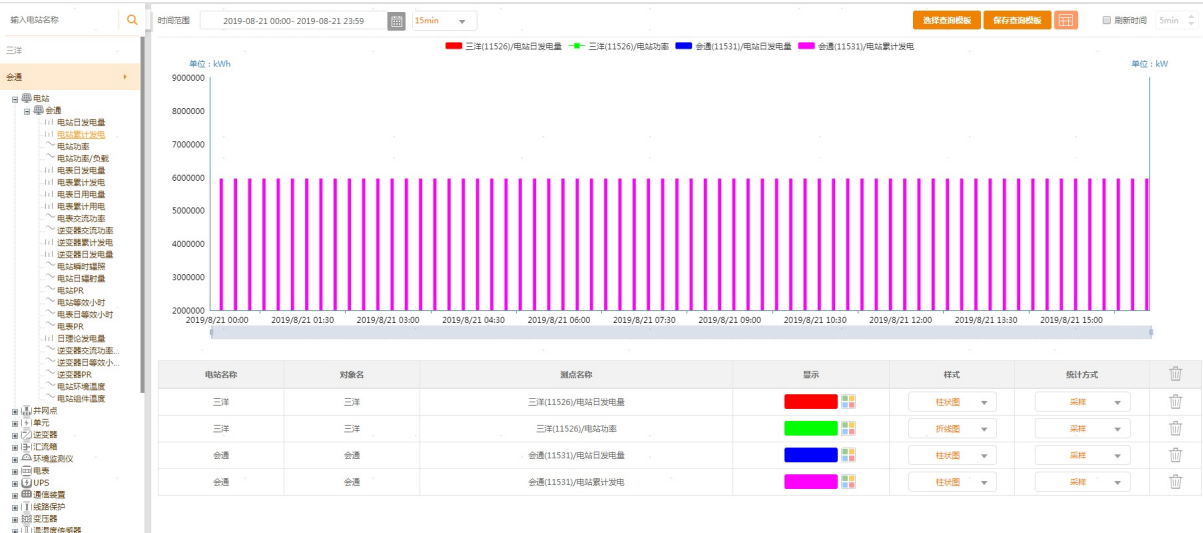 输入电站名称
时间范围 2019-08-21 00:00- 2019-08-21 23:59 15min 选择查询模板 保存查询模板 刷新时间 5min
三洋
会通
电站
会通
电站日发电量
电站累计发电
电站功率
电站功率/负载
电表日发电量
电表累计发电
电表日用电量
电表累计用电
电表交流功率
逆变器交流功率
逆变器累计发电
逆变器日发电量
电站瞬时辐照
电站日辐射量
电站PR
电站等效小时
电表日等效小时
电表PR
日理论发电量
逆变器交流功率...
逆变器日等效小...
逆变器PR
电站环境温度
电站组件温度
并网点
单元
逆变器
汇流箱
环境监测仪
电表
UPS
通信装置
线路保护
变压器
温湿度传感器
三洋(11526)/电站日发电量 三洋(11526)/电站功率 会通(11531)/电站日发电量 会通(11531)/电站累计发电
单位：kWh 单位：kW
9000000
8000000
7000000
6000000
5000000
4000000
3000000
2000000
2019/8/21 00:00 2019/8/21 01:30 2019/8/21 03:00 2019/8/21 04:30 2019/8/21 06:00 2019/8/21 07:30 2019/8/21 09:00 2019/8/21 10:30 2019/8/21 12:00 2019/8/21 13:30 2019/8/21 15:00
电站名称 对象名 测点名称 显示 样式 统计方式
三洋 三洋 三洋(11526)/电站日发电量 柱状图 采样
三洋 三洋 三洋(11526)/电站功率 折线图 采样
会通 会通 会通(11531)/电站日发电量 柱状图 采样
会通 会通 会通(11531)/电站累计发电 柱状图 采样